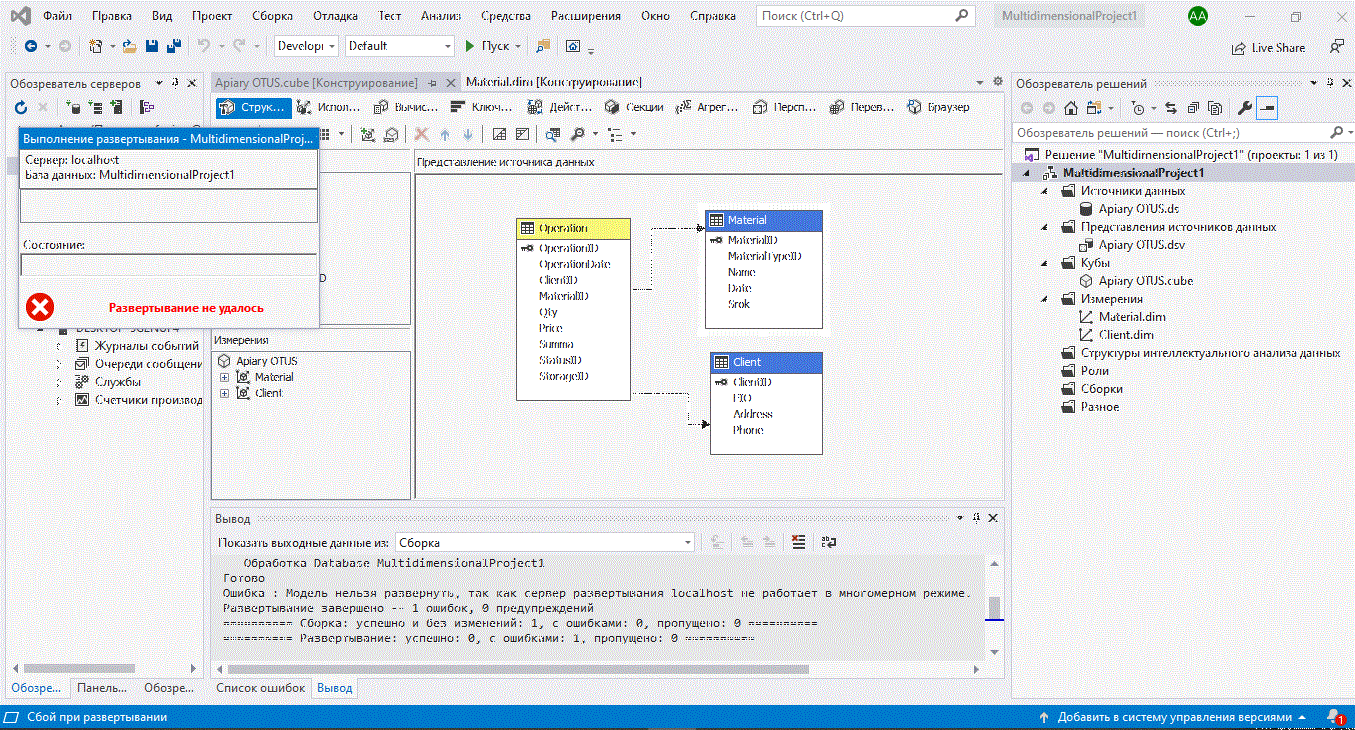 Файл Правка Вид Проект Сборка Отладка Тест Анализ Средства Расширения Окно Справка Поиск (Ctrl+Q) MultidimensionalProject1 AA
Developı Default Пуск Live Share
Обозреватель серверов
Apiary OTUS.cube [Конструирование] Material.dim [Конструирование]
Струк... Испол... Вычис... Ключ... Дейст... Секции Агрег... Персп... Перев... Браузер
Выполнение развертывания - MultidimensionalProj...
Сервер: localhost
База данных: MultidimensionalProject1
Состояние:
Развертывание не удалось
Журналы событий
Очереди сообщени
Службы
Счетчики производ
Обозре... Панель... Обозре...
Измерения
Apiary OTUS
Material
Client
Представление источника данных
Operation
OperationID
OperationDate
ClientID
MaterialID
Qty
Price
Summa
StatusID
StorageID
Material
MaterialID
MaterialTypeID
Name
Date
Srok
Client
ClientID
FIO
Address
Phone
Вывод
Показать выходные данные из: Сборка
Обработка Database MultidimensionalProject1
Готово
Ошибка : Модель нельзя развернуть, так как сервер развертывания localhost не работает в многомерном режиме.
Развертывание завершено -- 1 ошибок, 0 предупреждений
========== Сборка: успешно и без изменений: 1, с ошибками: 0, пропущено: 0 ==========
========== Развертывание: успешно: 0, с ошибками: 1, пропущено: 0 ==========
Список ошибок Вывод
Обозреватель решений
Обозреватель решений — поиск (Ctrl+;)
Решение "MultidimensionalProject1" (проекты: 1 из 1)
MultidimensionalProject1
Источники данных
Apiary OTUS.ds
Представления источников данных
Apiary OTUS.dsv
Кубы
Apiary OTUS.cube
Измерения
Material.dim
Client.dim
Структуры интеллектуального анализа данных
Роли
Сборки
Разное
Сбой при развертывании Добавить в систему управления версиями 1